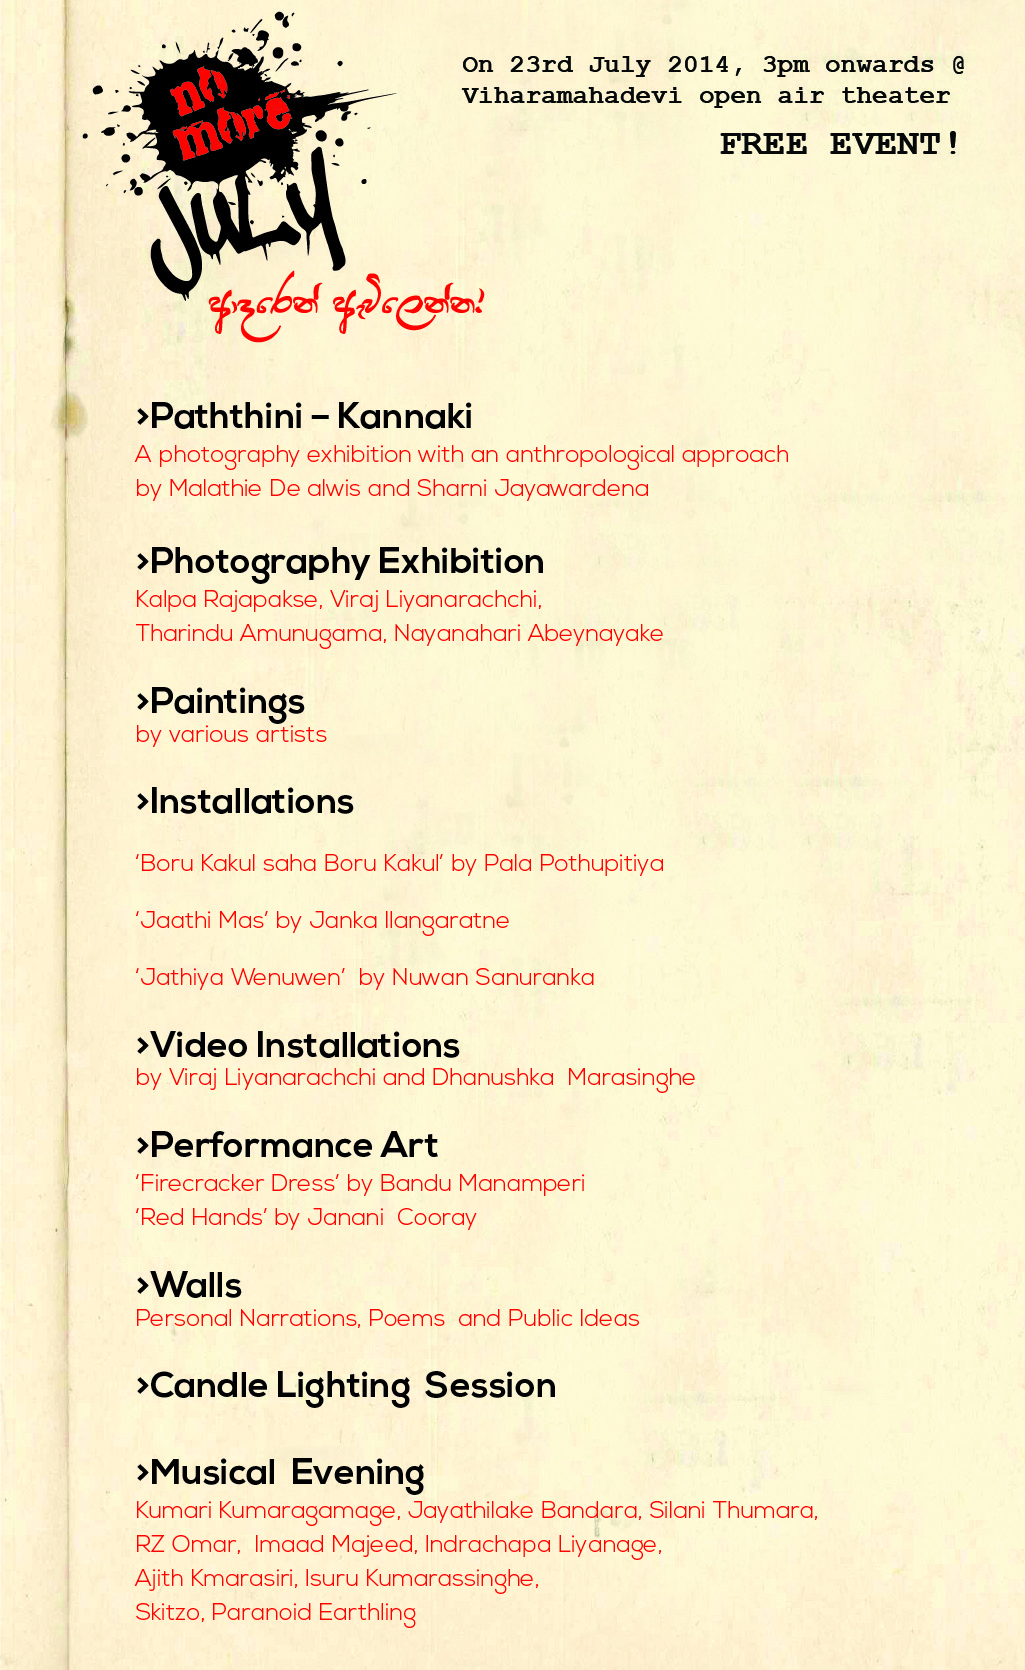 no
more
JULY
ආදරෙන් ඇවිලෙන්න!
On 23rd July 2014, 3pm onwards @
Viharamahadevi open air theater
FREE EVENT!
>Paththini – Kannaki
A photography exhibition with an anthropological approach
by Malathie De alwis and Sharni Jayawardena
>Photography Exhibition
Kalpa Rajapakse, Viraj Liyanarachchi,
Tharindu Amunugama, Nayanahari Abeynayake
>Paintings
by various artists
>Installations
‘Boru Kakul saha Boru Kakul’ by Pala Pothupitiya
‘Jaathi Mas’ by Janka Ilangaratne
‘Jathiya Wenuwen’ by Nuwan Sanuranka
>Video Installations
by Viraj Liyanarachchi and Dhanushka Marasinghe
>Performance Art
‘Firecracker Dress’ by Bandu Manamperi
‘Red Hands’ by Janani Cooray
>Walls
Personal Narrations, Poems and Public Ideas
>Candle Lighting Session
>Musical Evening
Kumari Kumaragamage, Jayathilake Bandara, Silani Thumara,
RZ Omar, Imaad Majeed, Indrachapa Liyanage,
Ajith Kmarasiri, Isuru Kumarassinghe,
Skitzo, Paranoid Earthling